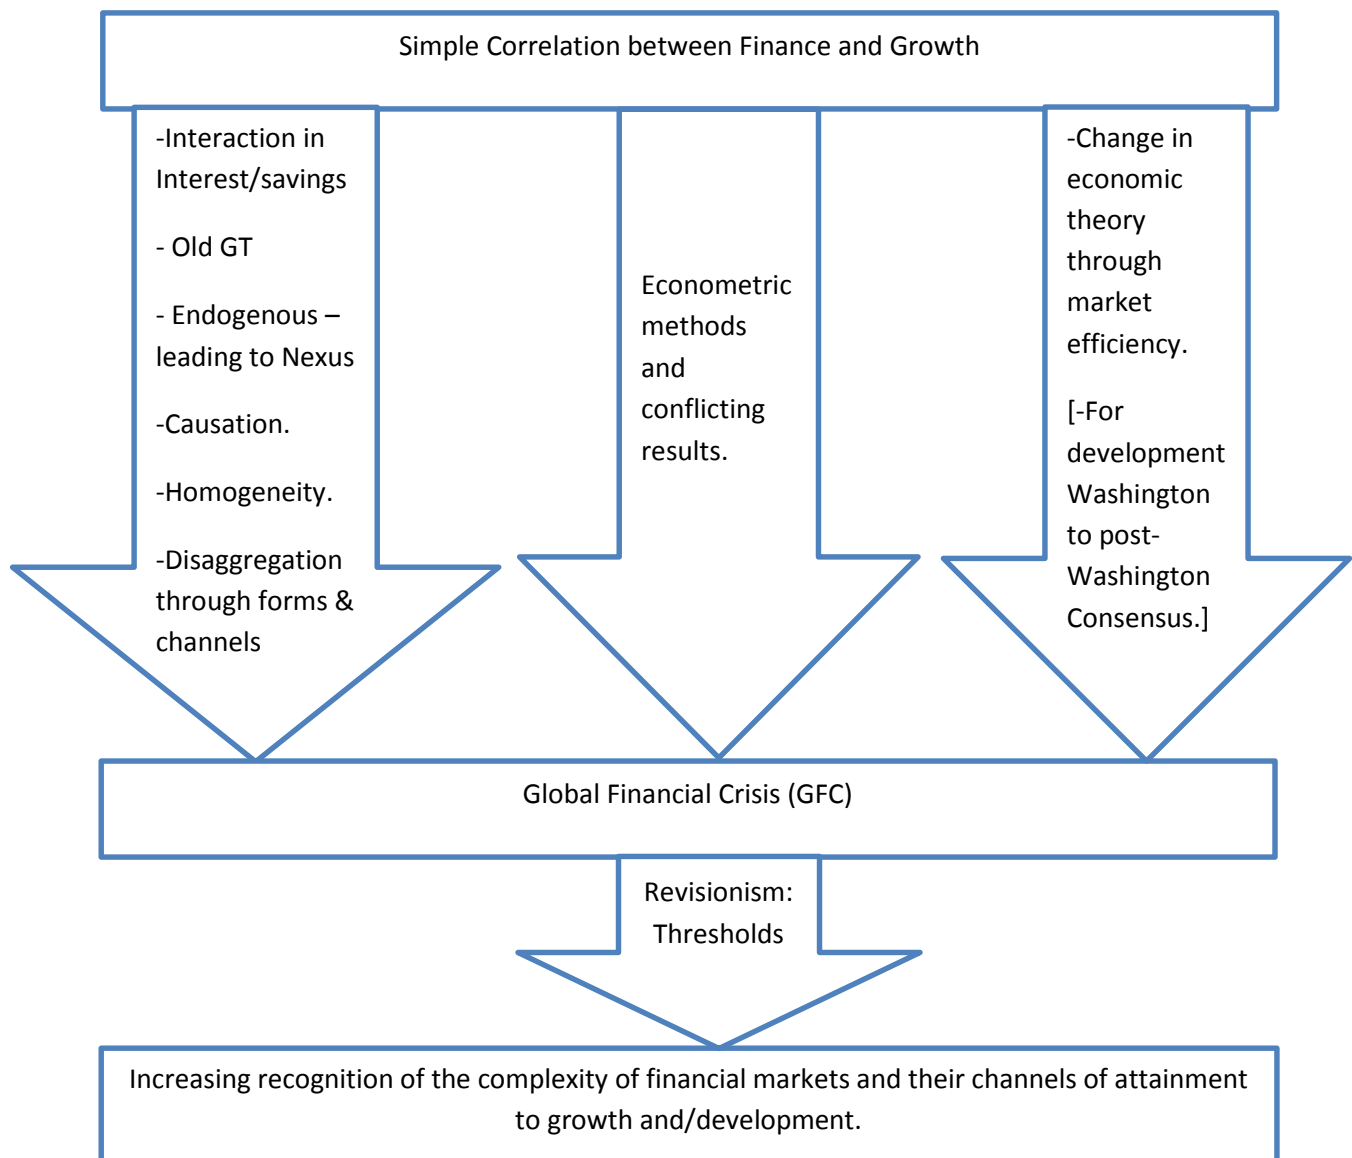 Simple Correlation between Finance and Growth
-Interaction in
Interest/savings
- Old GT
- Endogenous –
leading to Nexus
-Causation.
-Homogeneity.
-Disaggregation
through forms &
channels
Econometric
methods
and
conflicting
results.
-Change in
economic
theory
through
market
efficiency.
[-For
development
Washington
to post-
Washington
Consensus.]
Global Financial Crisis (GFC)
Revisionism:
Thresholds
Increasing recognition of the complexity of financial markets and their channels of attainment
to growth and/development.